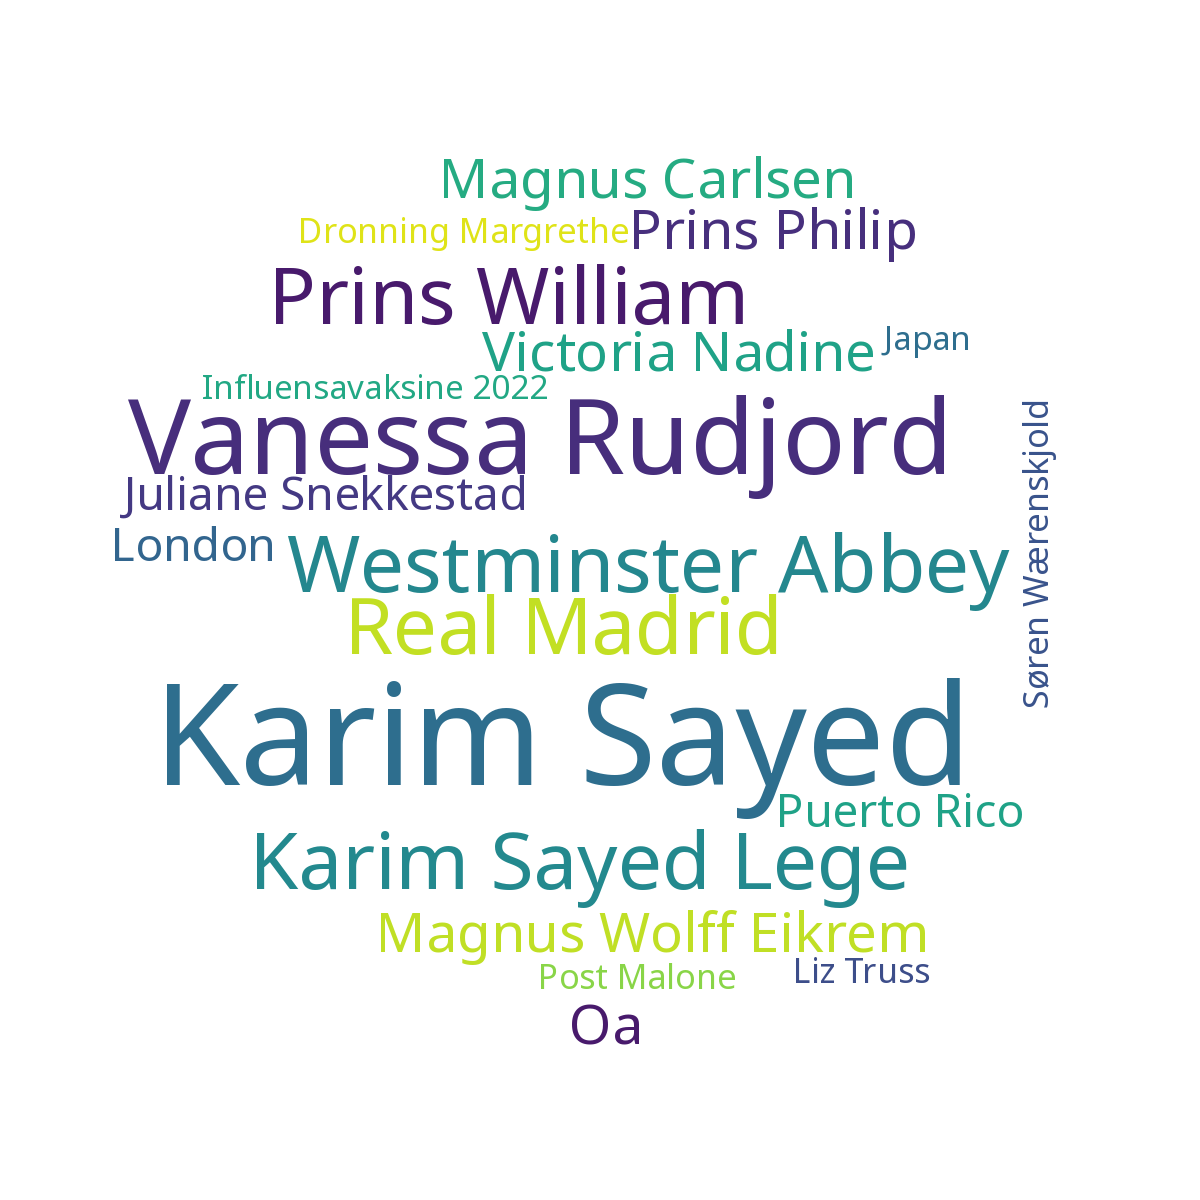 Magnus Carlsen
Prins Philip
Dronning Margrethe
Prins William
Victoria Nadine
Japan
Influensavaksine 2022
Vanessa Rudjord
Juliane Snekkestad
London
Westminster Abbey
Søren Wærenskjold
Real Madrid
Karim Sayed
Puerto Rico
Karim Sayed Lege
Magnus Wolff Eikrem
Post Malone
Liz Truss
Oa